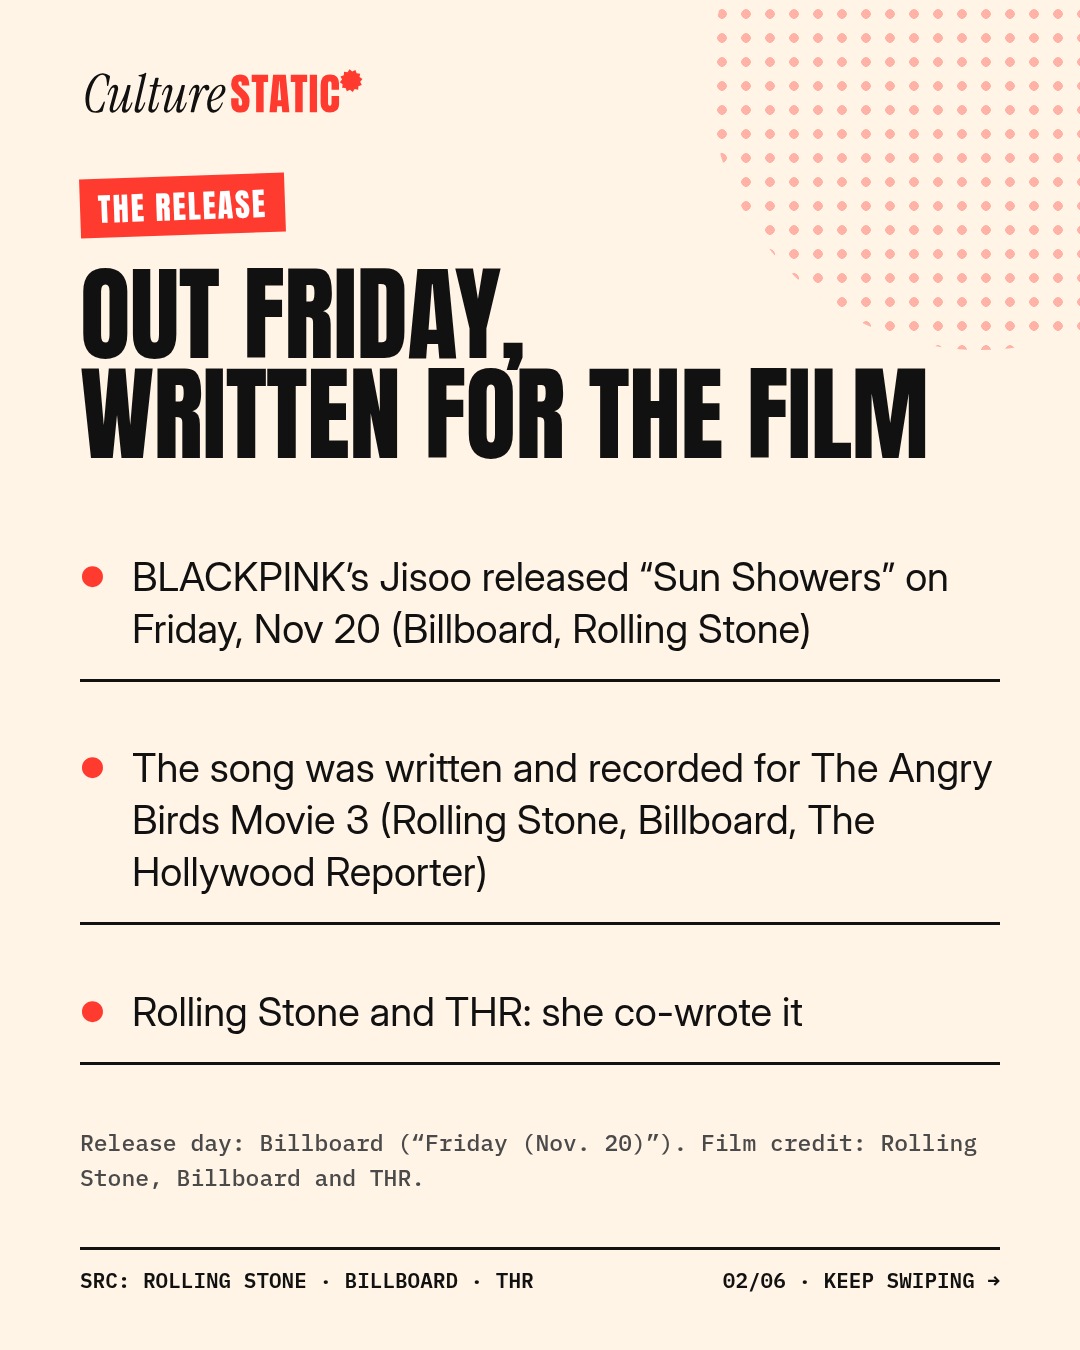 Culture STATIC
THE RELEASE
OUT FRIDAY,
WRITTEN FOR THE FILM
BLACKPINK’s Jisoo released “Sun Showers” on
Friday, Nov 20 (Billboard, Rolling Stone)
The song was written and recorded for The Angry
Birds Movie 3 (Rolling Stone, Billboard, The
Hollywood Reporter)
Rolling Stone and THR: she co-wrote it
Release day: Billboard (“Friday (Nov. 20)”). Film credit: Rolling
Stone, Billboard and THR.
SRC: ROLLING STONE · BILLBOARD · THR
02/06 · KEEP SWIPING →